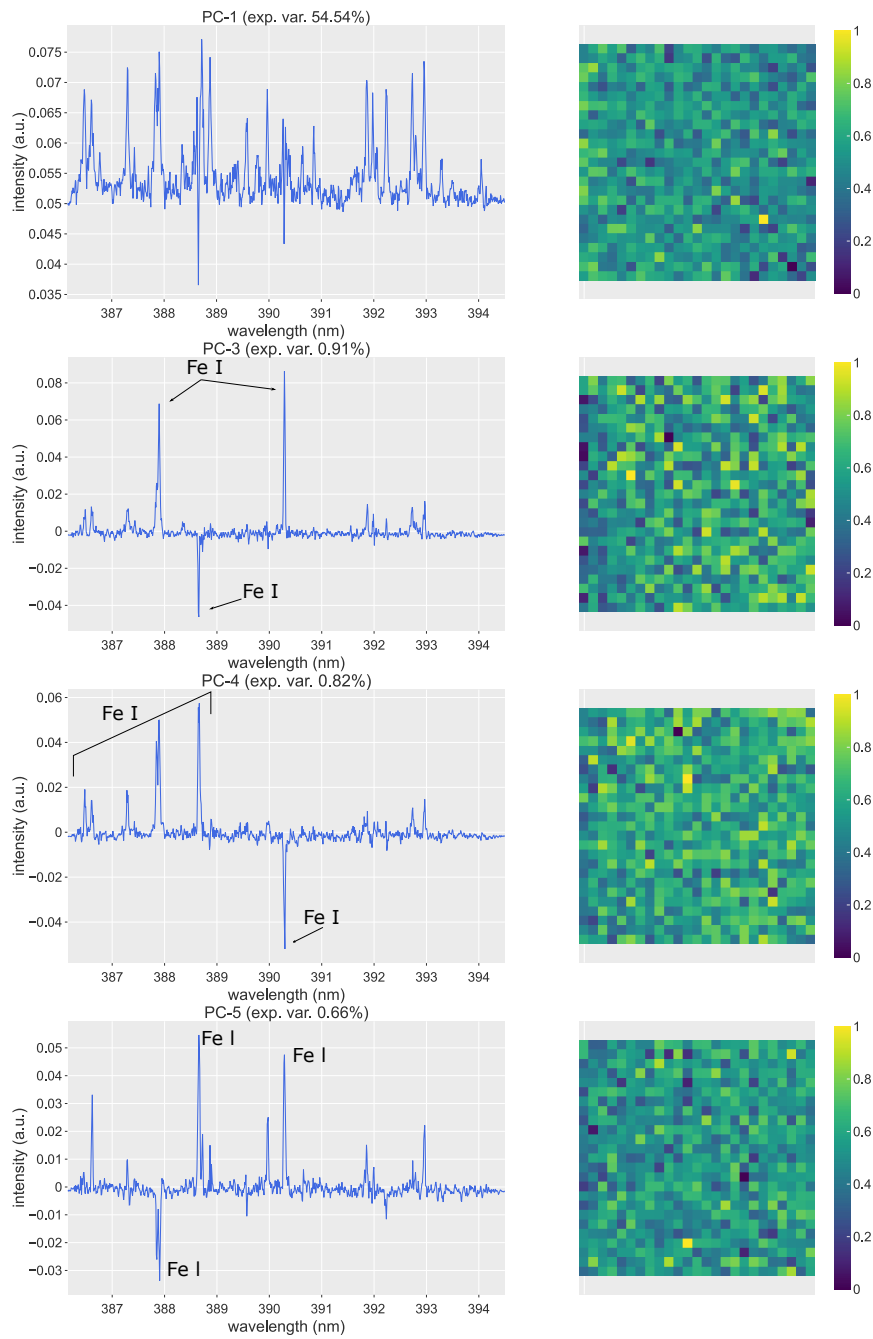 PC-1 (exp. var. 54.54%)
0.075
0.07
0.065
0.06
0.055
0.05
0.045
0.04
0.035
intensity (a.u.)
387 388 389 390 391 392 393 394
wavelength (nm)
1
0.8
0.6
0.4
0.2
0
PC-3 (exp. var. 0.91%)
Fe I
0.08
0.06
0.04
0.02
0
−0.02
−0.04
intensity (a.u.)
Fe I
387 388 389 390 391 392 393 394
wavelength (nm)
1
0.8
0.6
0.4
0.2
0
PC-4 (exp. var. 0.82%)
Fe I
0.06
0.04
0.02
0
−0.02
−0.04
intensity (a.u.)
Fe I
387 388 389 390 391 392 393 394
wavelength (nm)
1
0.8
0.6
0.4
0.2
0
PC-5 (exp. var. 0.66%)
Fe I
Fe I
0.05
0.04
0.03
0.02
0.01
0
−0.01
−0.02
−0.03
intensity (a.u.)
Fe I
387 388 389 390 391 392 393 394
wavelength (nm)
1
0.8
0.6
0.4
0.2
0